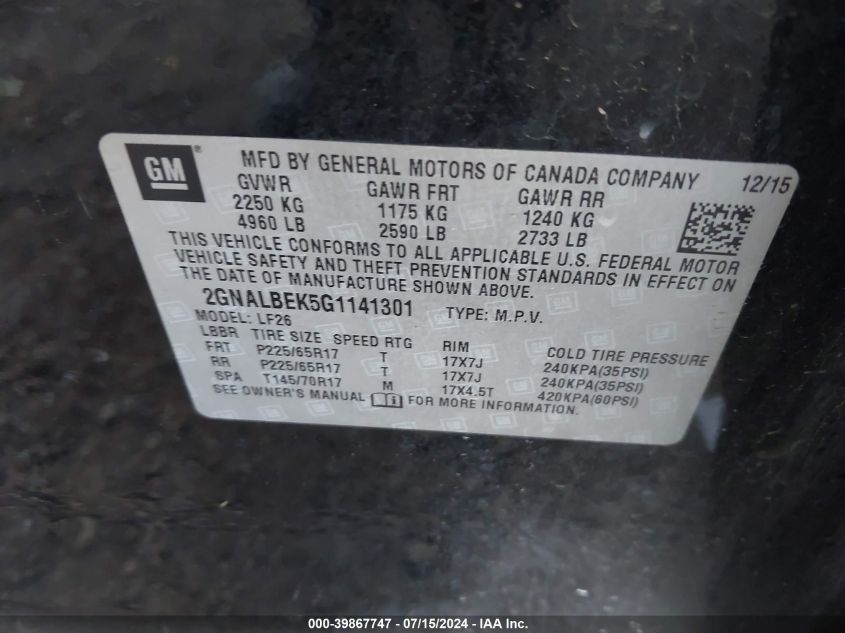 GM ® MFD BY GENERAL MOTORS OF CANADA COMPANY 12/15
GVWR GAWR FRT GAWR RR
2250 KG 1175 KG 1240 KG
4960 LB 2590 LB 2733 LB
THIS VEHICLE CONFORMS TO ALL APPLICABLE U.S. FEDERAL MOTOR
VEHICLE SAFETY AND THEFT PREVENTION STANDARDS IN EFFECT ON
THE DATE OF MANUFACTURE SHOWN ABOVE.
2GNALBEK5G1141301 TYPE: M.P.V.
MODEL: LF26
LBBR TIRE SIZE SPEED RTG RIM COLD TIRE PRESSURE
FRT P225/65R17 T 17X7J 240KPA(35PSI)
RR P225/65R17 T 17X7J 240KPA(35PSI)
SPA T145/70R17 M 17X4.5T 420KPA(60PSI)
SEE OWNER'S MANUAL FOR MORE INFORMATION.
000-39867747 - 07/15/2024 - IAA Inc.